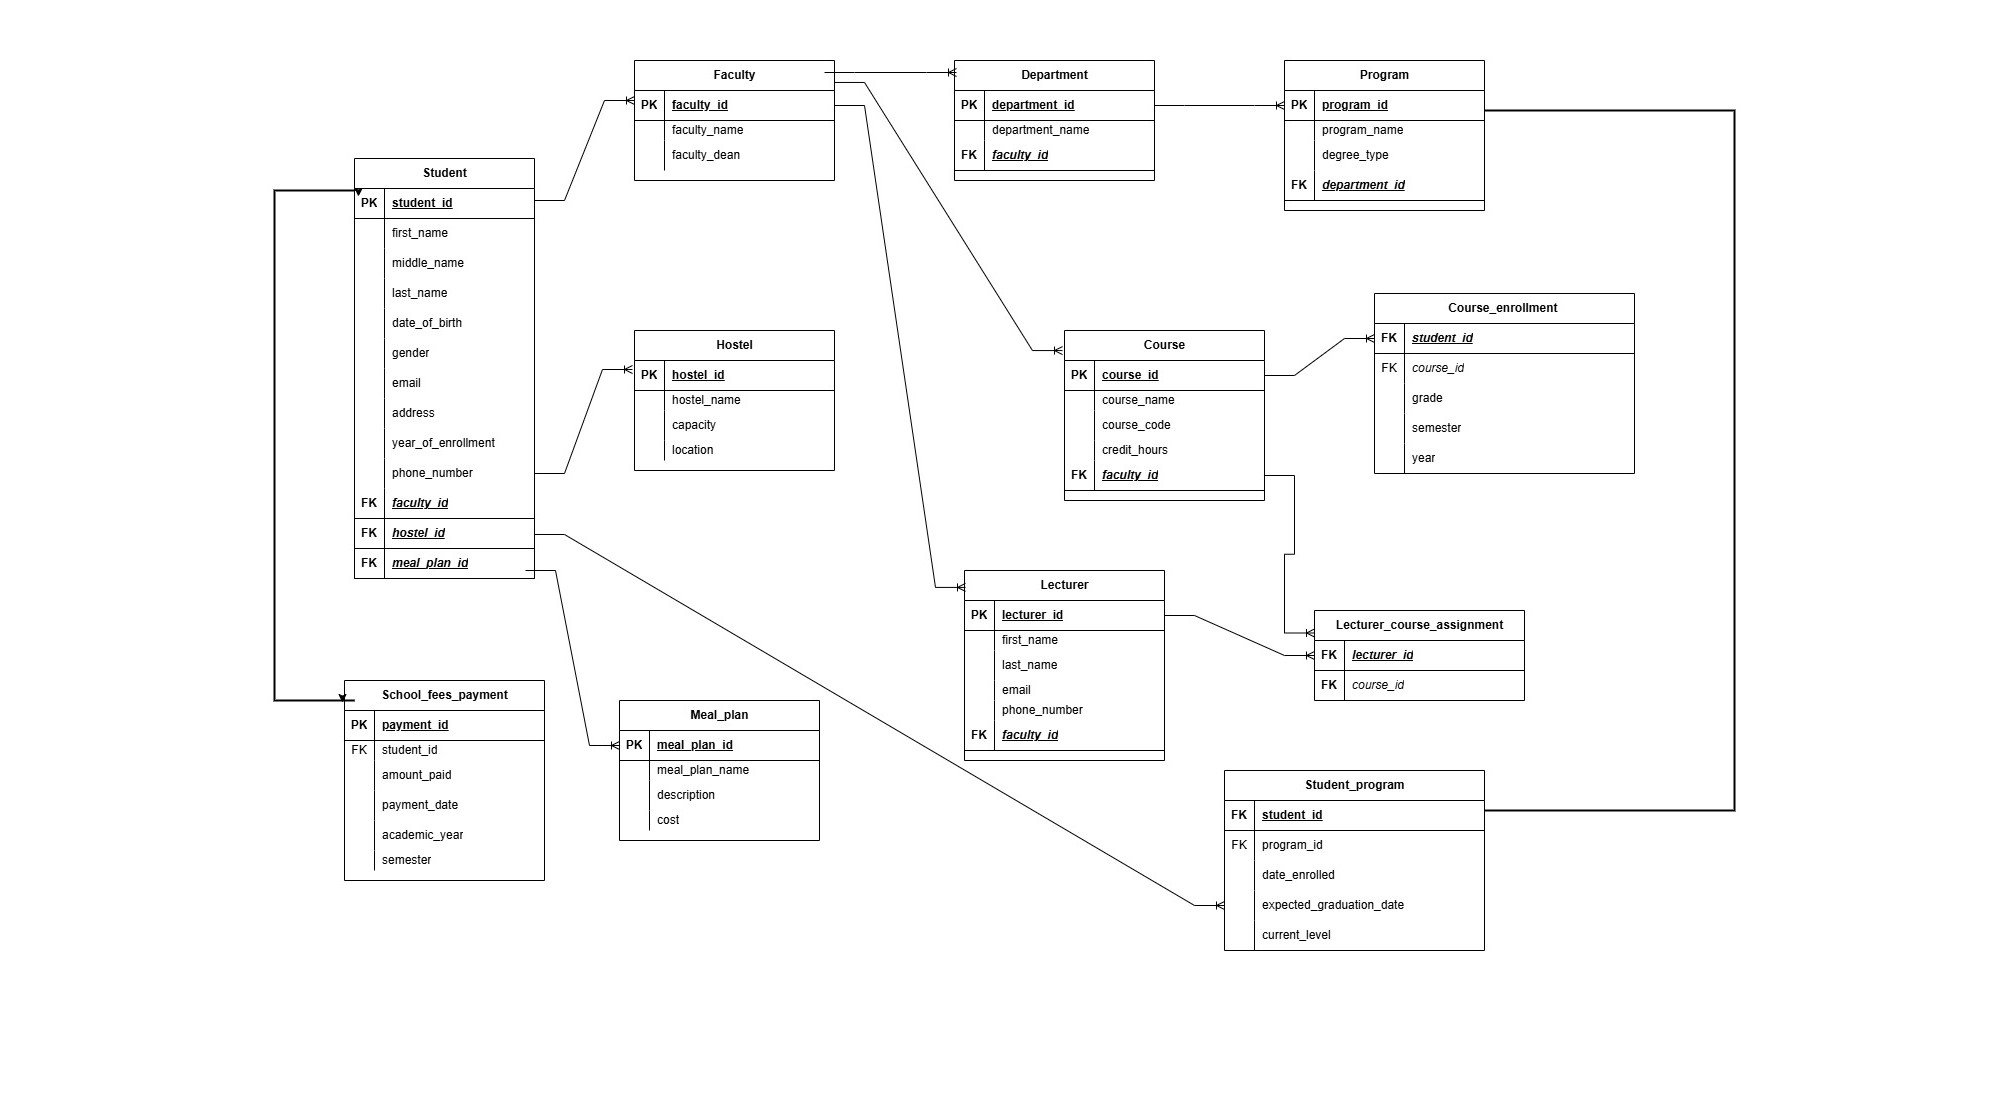 Faculty
PK faculty_id
faculty_name
faculty_dean
Department
PK department_id
department_name
FK faculty_id
Program
PK program_id
program_name
degree_type
FK department_id
Student
PK student_id
first_name
middle_name
last_name
date_of_birth
gender
email
address
year_of_enrollment
phone_number
FK faculty_id
FK hostel_id
FK meal_plan_id
Hostel
PK hostel_id
hostel_name
capacity
location
Course
PK course_id
course_name
course_code
credit_hours
FK faculty_id
Course_enrollment
FK student_id
FK course_id
grade
semester
year
Lecturer
PK lecturer_id
first_name
last_name
email
phone_number
FK faculty_id
Lecturer_course_assignment
FK lecturer_id
FK course_id
School_fees_payment
PK payment_id
FK student_id
amount_paid
payment_date
academic_year
semester
Meal_plan
PK meal_plan_id
meal_plan_name
description
cost
Student_program
FK student_id
FK program_id
date_enrolled
expected_graduation_date
current_level